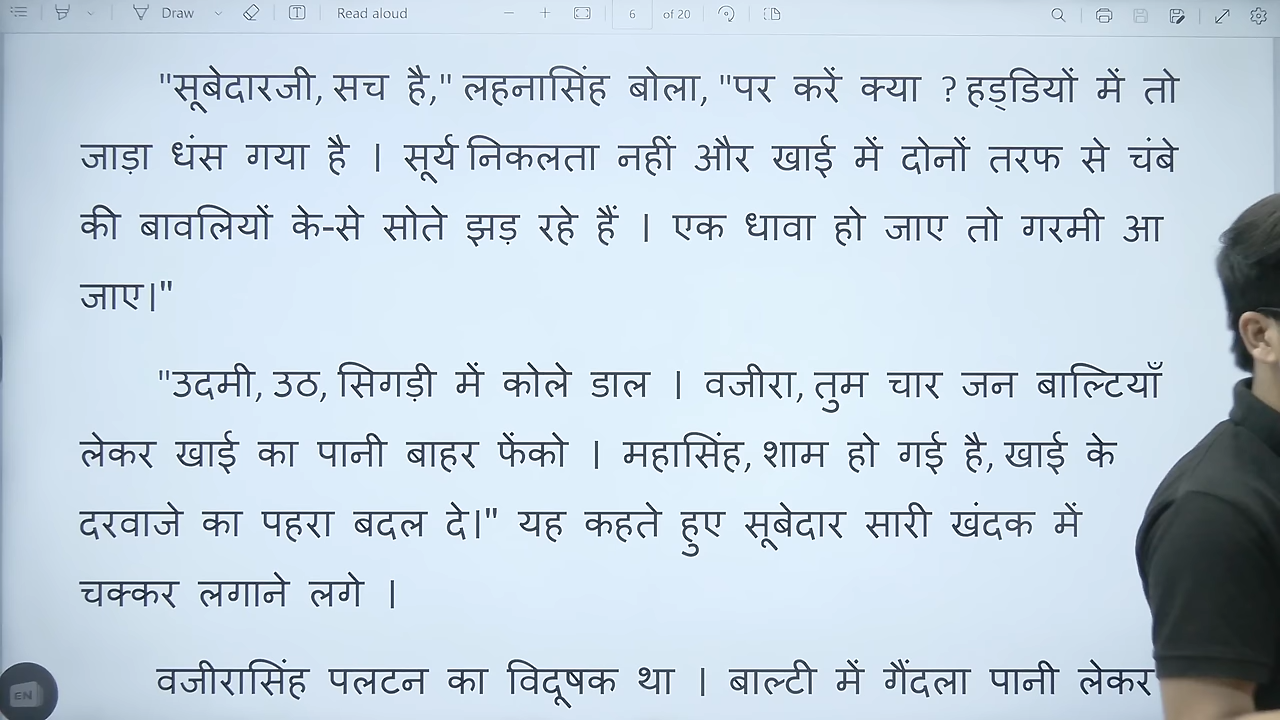 Draw
Read aloud
6 of 20
"सूबेदारजी, सच है," लहनासिंह बोला, "पर करें क्या ? हड्डियों में तो
जाड़ा धंस गया है | सूर्य निकलता नहीं और खाई में दोनों तरफ से चंबे
की बावलियों के-से सोते झड़ रहे हैं | एक धावा हो जाए तो गरमी आ
जाए|"
"उदमी, उठ, सिगड़ी में कोले डाल | वजीरा, तुम चार जन बाल्टियाँ
लेकर खाई का पानी बाहर फेंको | महासिंह, शाम हो गई है, खाई के
दरवाजे का पहरा बदल दे|" यह कहते हुए सूबेदार सारी खंदक में
चक्कर लगाने लगे |
वजीरासिंह पलटन का विदूषक था | बाल्टी में गैंदला पानी लेकर
EN